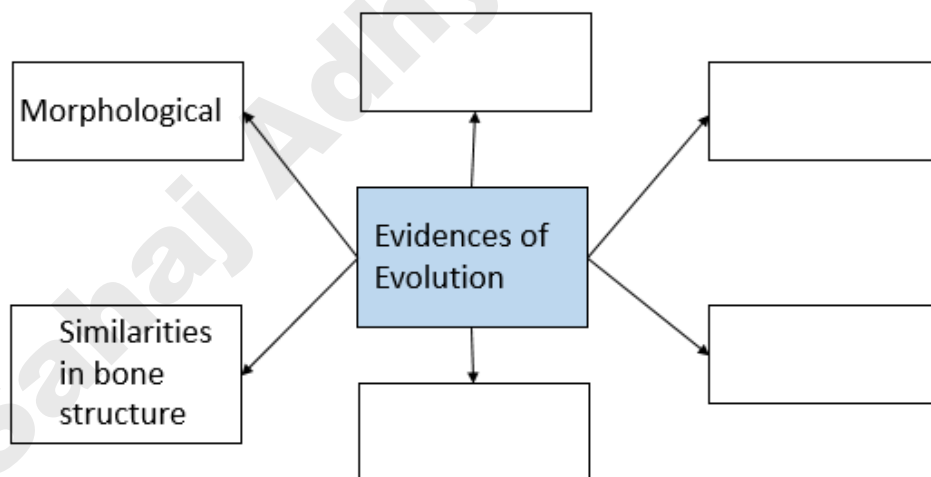 Morphological
Evidences of
Evolution
Similarities
in bone
structure